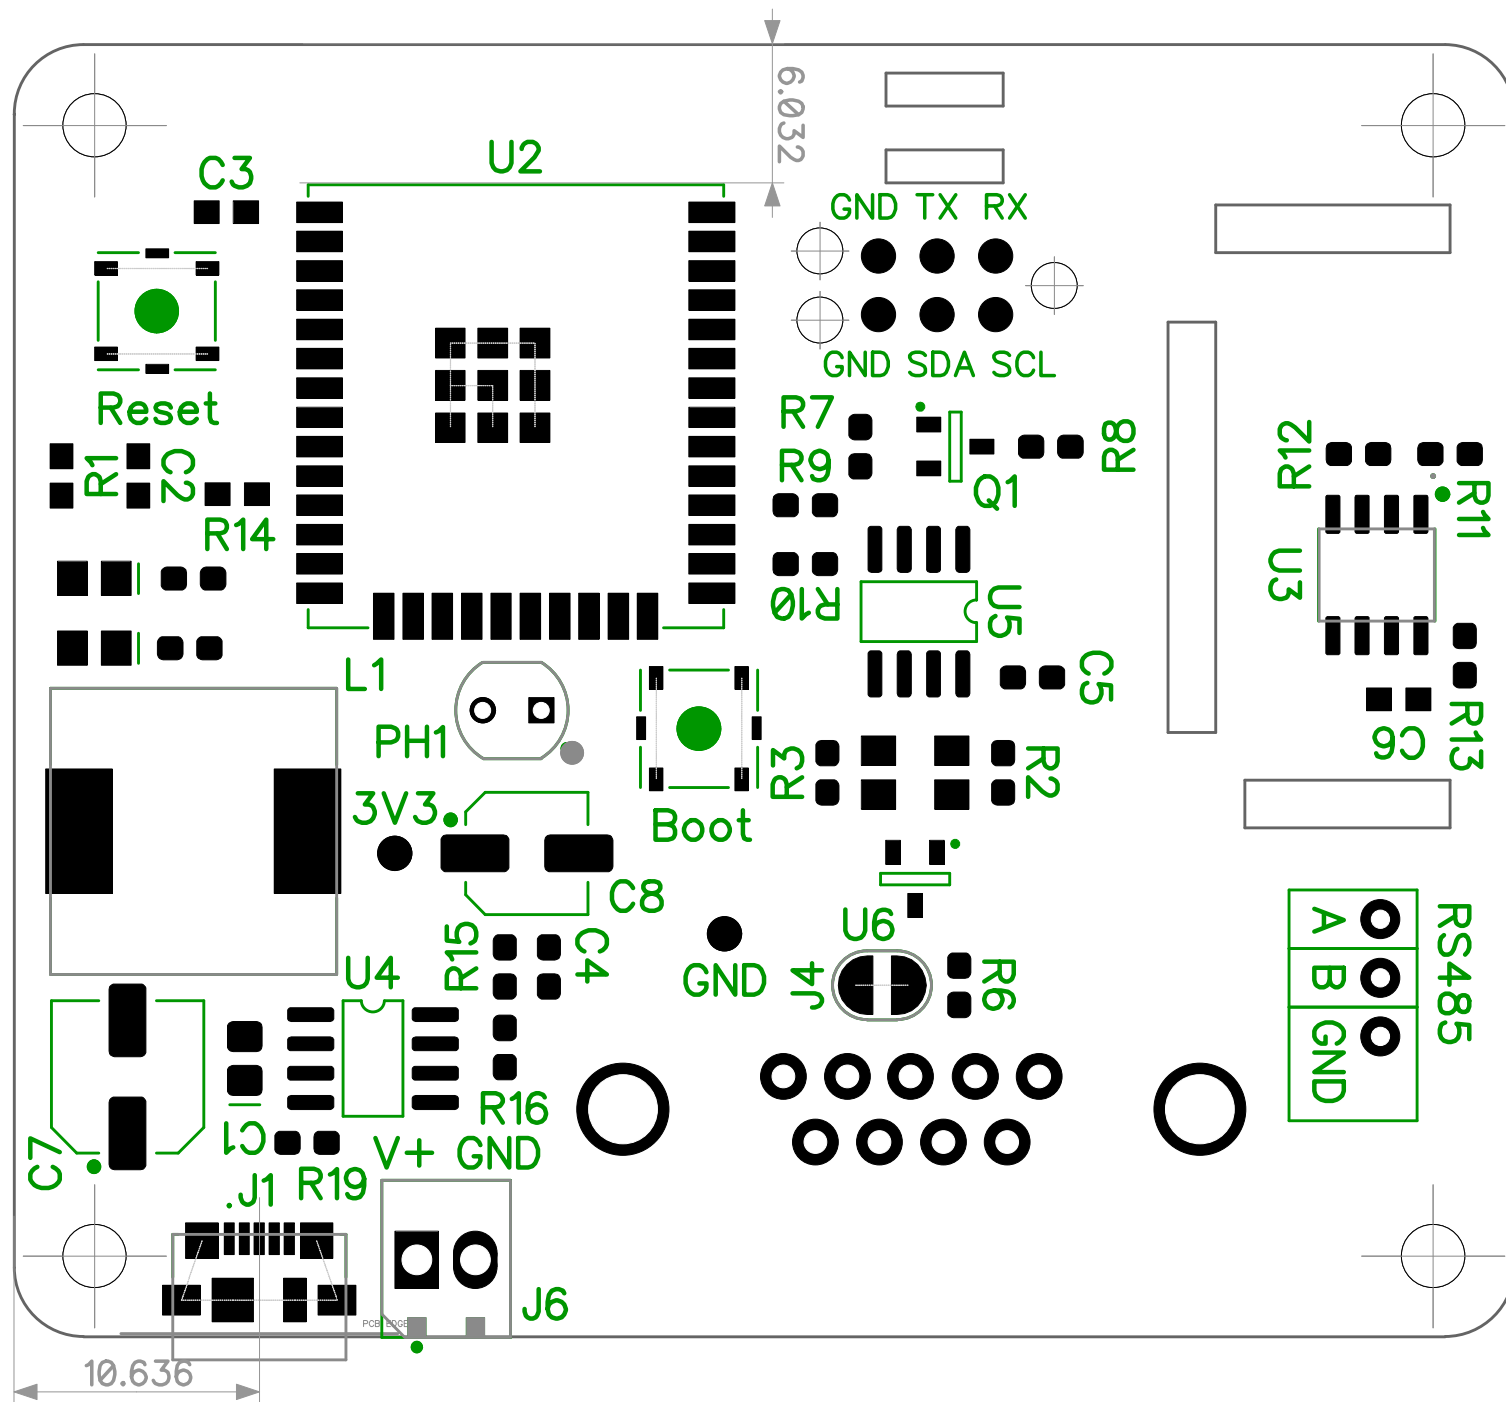 6.032
U2
C3
GND TX RX
GND SDA SCL
Reset
R7
R8
R9
R12
R1
C2
Q1
R11
R14
U3
R10
U5
C5
L1
PH1
R13
C6
R3
R2
3V3
Boot
C8
U6
A
RS485
R15
C4
B
U4
GND
J4
R6
GND
R16
C1
V+ GND
C7
R19
.J1
J6
PCB EDGE
10.636